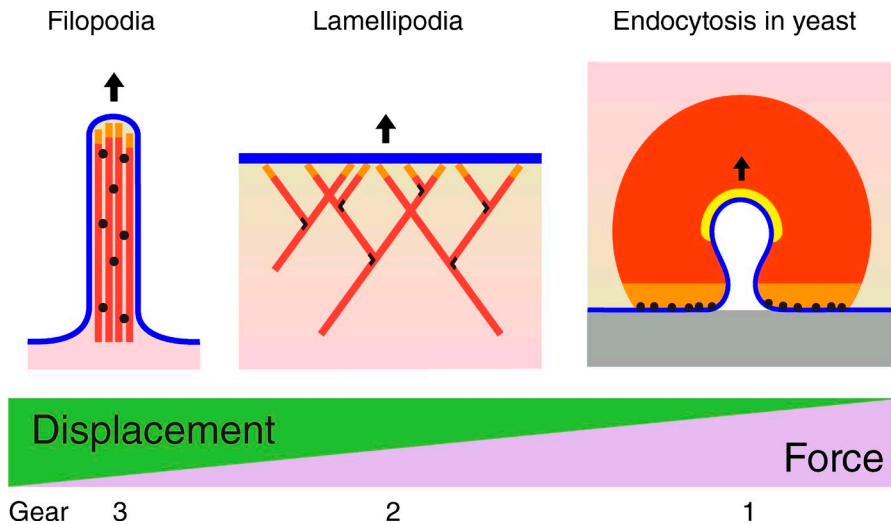 Filopodia
Lamellipodia
Endocytosis in yeast
Displacement
Force
Gear 3 2 1